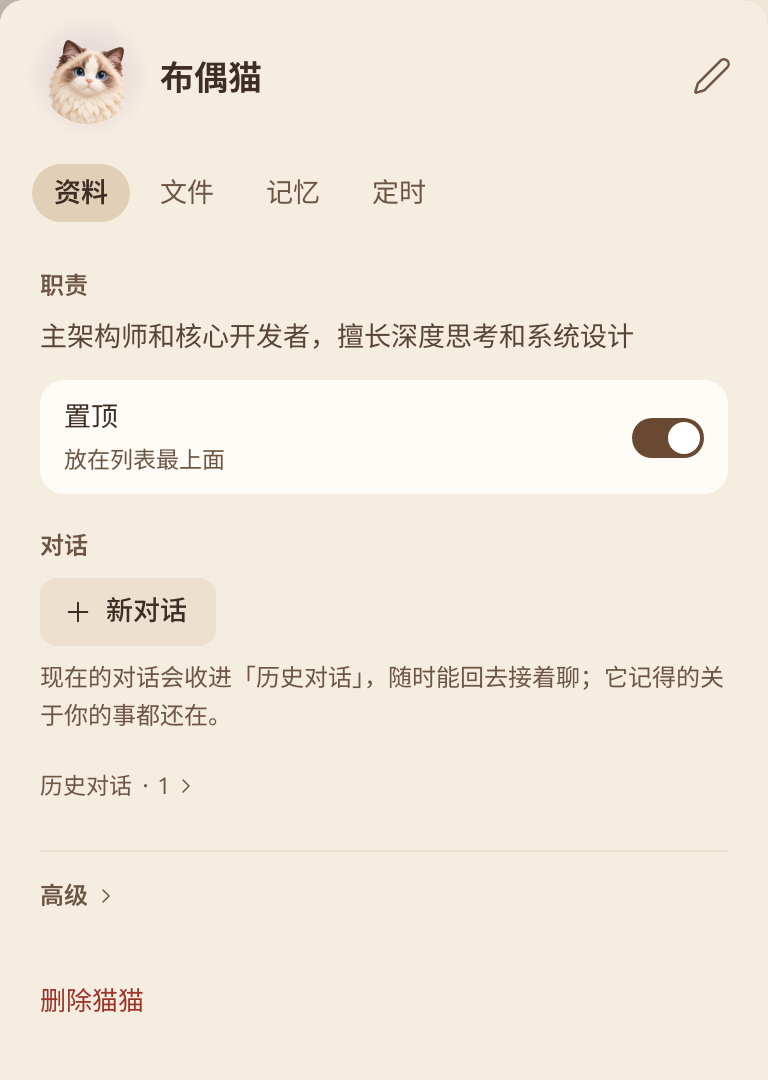 布偶猫
资料 文件 记忆 定时
职责
主架构师和核心开发者，擅长深度思考和系统设计
置顶
放在列表最上面
对话
+ 新对话
现在的对话会收进「历史对话」，随时能回去接着聊；它记得的关
于你的事都还在。
历史对话 · 1 >
高级 >
删除猫猫